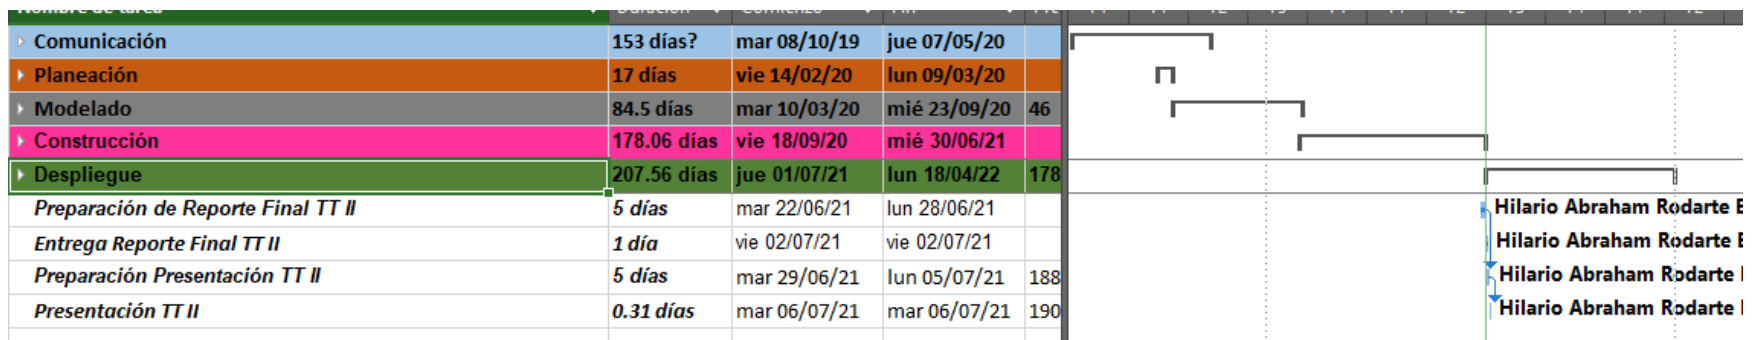 Nombre de tarea Duración Comienzo Fin
Comunicación 153 días? mar 08/10/19 jue 07/05/20
Planeación 17 días vie 14/02/20 lun 09/03/20
Modelado 84.5 días mar 10/03/20 mié 23/09/20 46
Construcción 178.06 días vie 18/09/20 mié 30/06/21
Despliegue 207.56 días jue 01/07/21 lun 18/04/22 178
Preparación de Reporte Final TT II 5 días mar 22/06/21 lun 28/06/21 Hilario Abraham Rodarte
Entrega Reporte Final TT II 1 día vie 02/07/21 vie 02/07/21 Hilario Abraham Rodarte
Preparación Presentación TT II 5 días mar 29/06/21 lun 05/07/21 188 Hilario Abraham Rodarte
Presentación TT II 0.31 días mar 06/07/21 mar 06/07/21 190 Hilario Abraham Rodarte